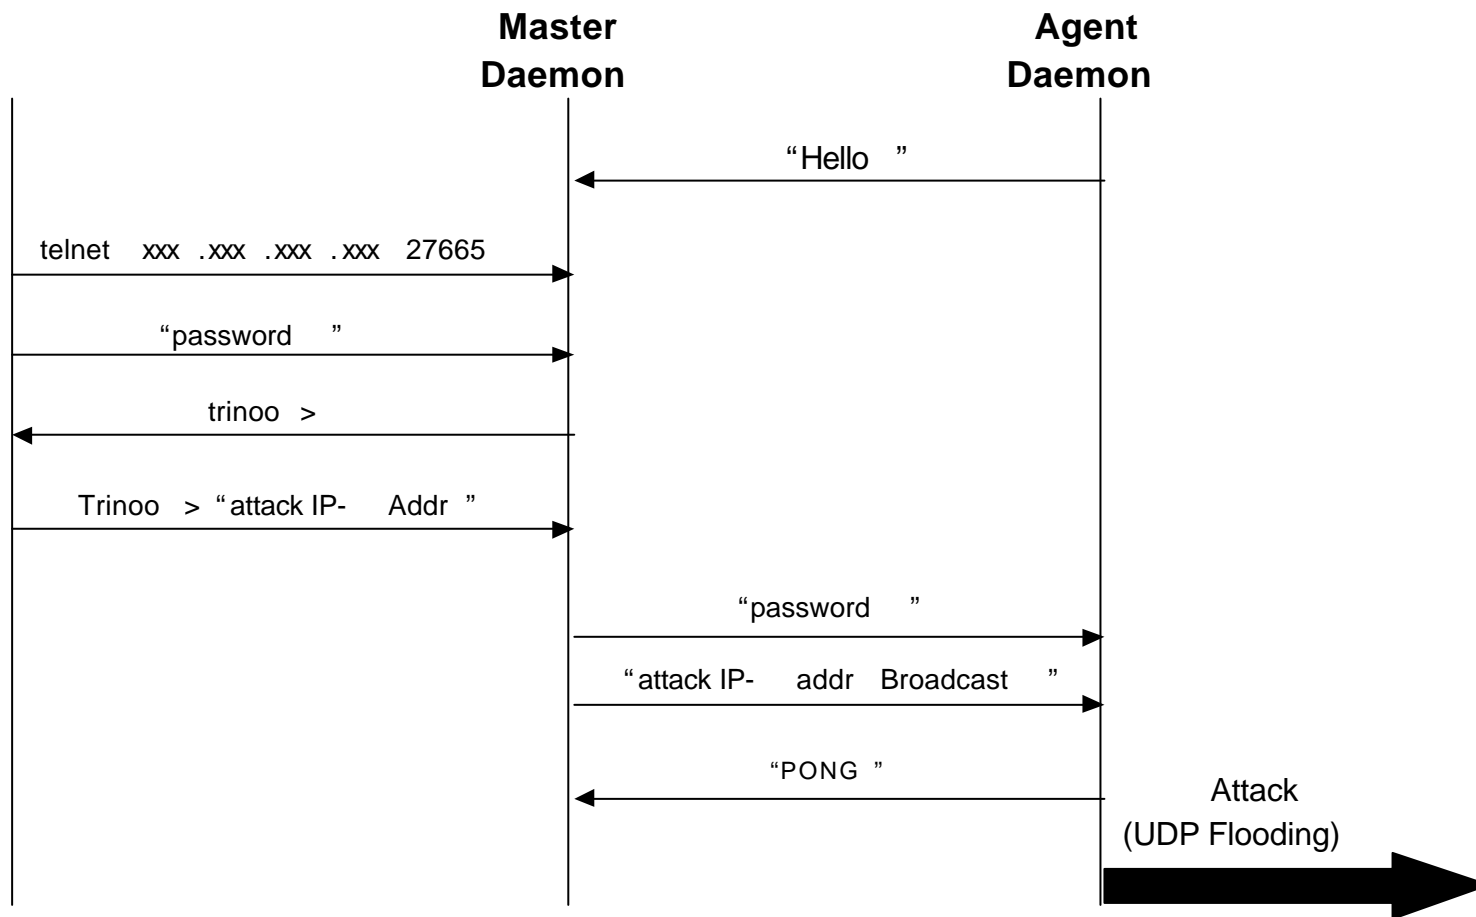 Master
Daemon
Agent
Daemon
“Hello ”
telnet xxx .xxx .xxx .xxx 27665
“password ”
trinoo >
Trinoo > “attack IP- Addr ”
“password ”
“attack IP- addr Broadcast ”
“PONG ”
Attack
(UDP Flooding)